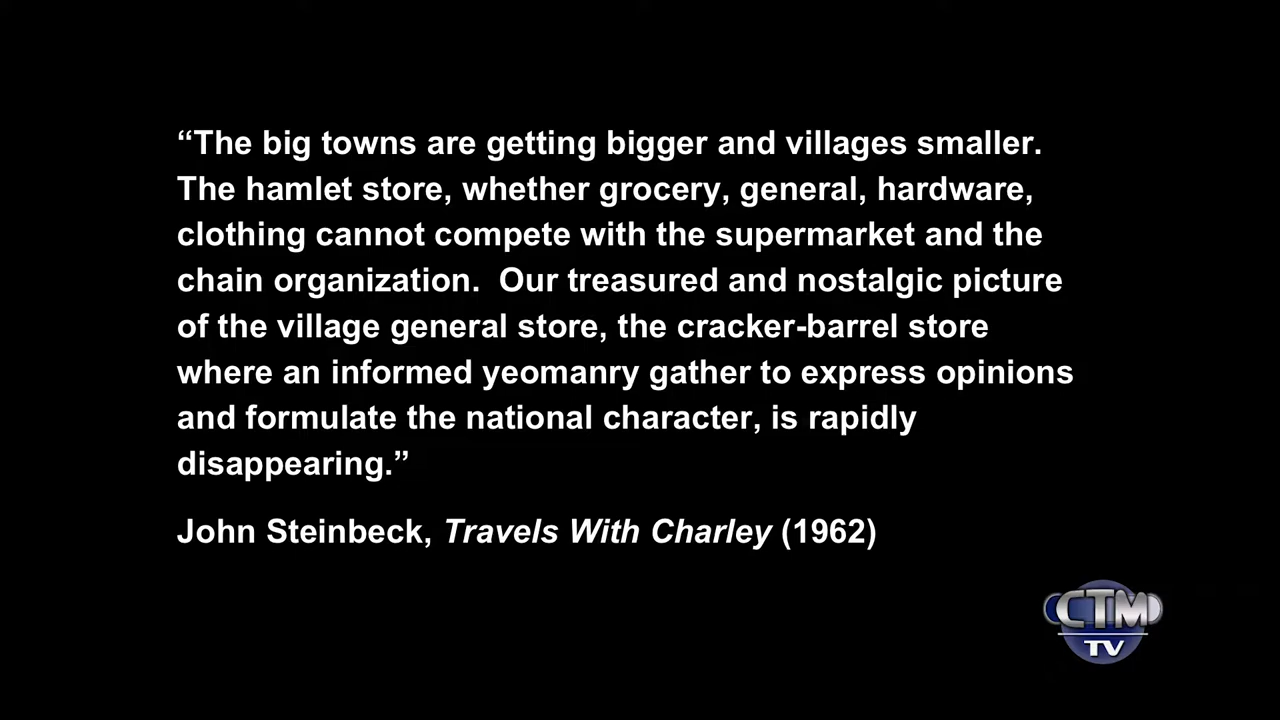 “The big towns are getting bigger and villages smaller.
The hamlet store, whether grocery, general, hardware,
clothing cannot compete with the supermarket and the
chain organization.  Our treasured and nostalgic picture
of the village general store, the cracker-barrel store
where an informed yeomanry gather to express opinions
and formulate the national character, is rapidly
disappearing.”
John Steinbeck, Travels With Charley (1962)
CTM
TV